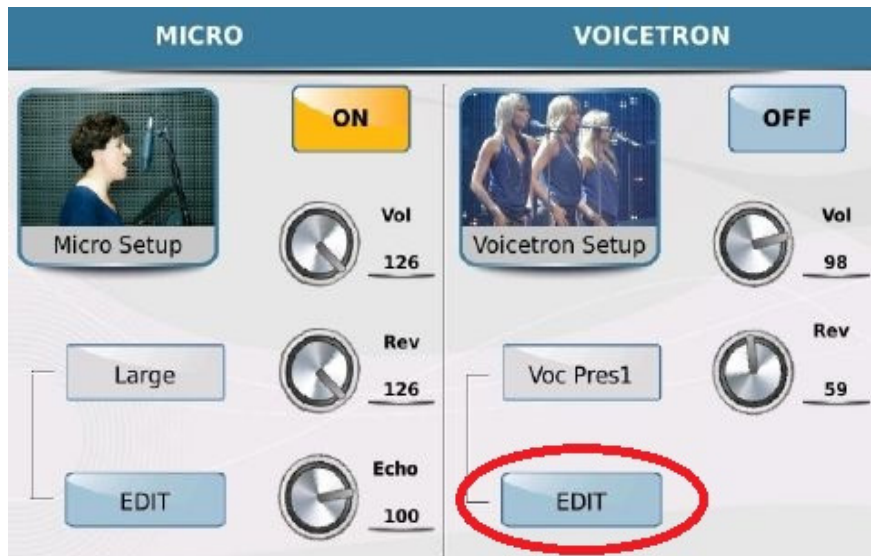 MICRO
ON
Micro Setup
Vol
126
Large
Rev
126
EDIT
Echo
100
VOICETRON
OFF
Voicetron Setup
Vol
98
Voc Pres1
Rev
59
EDIT